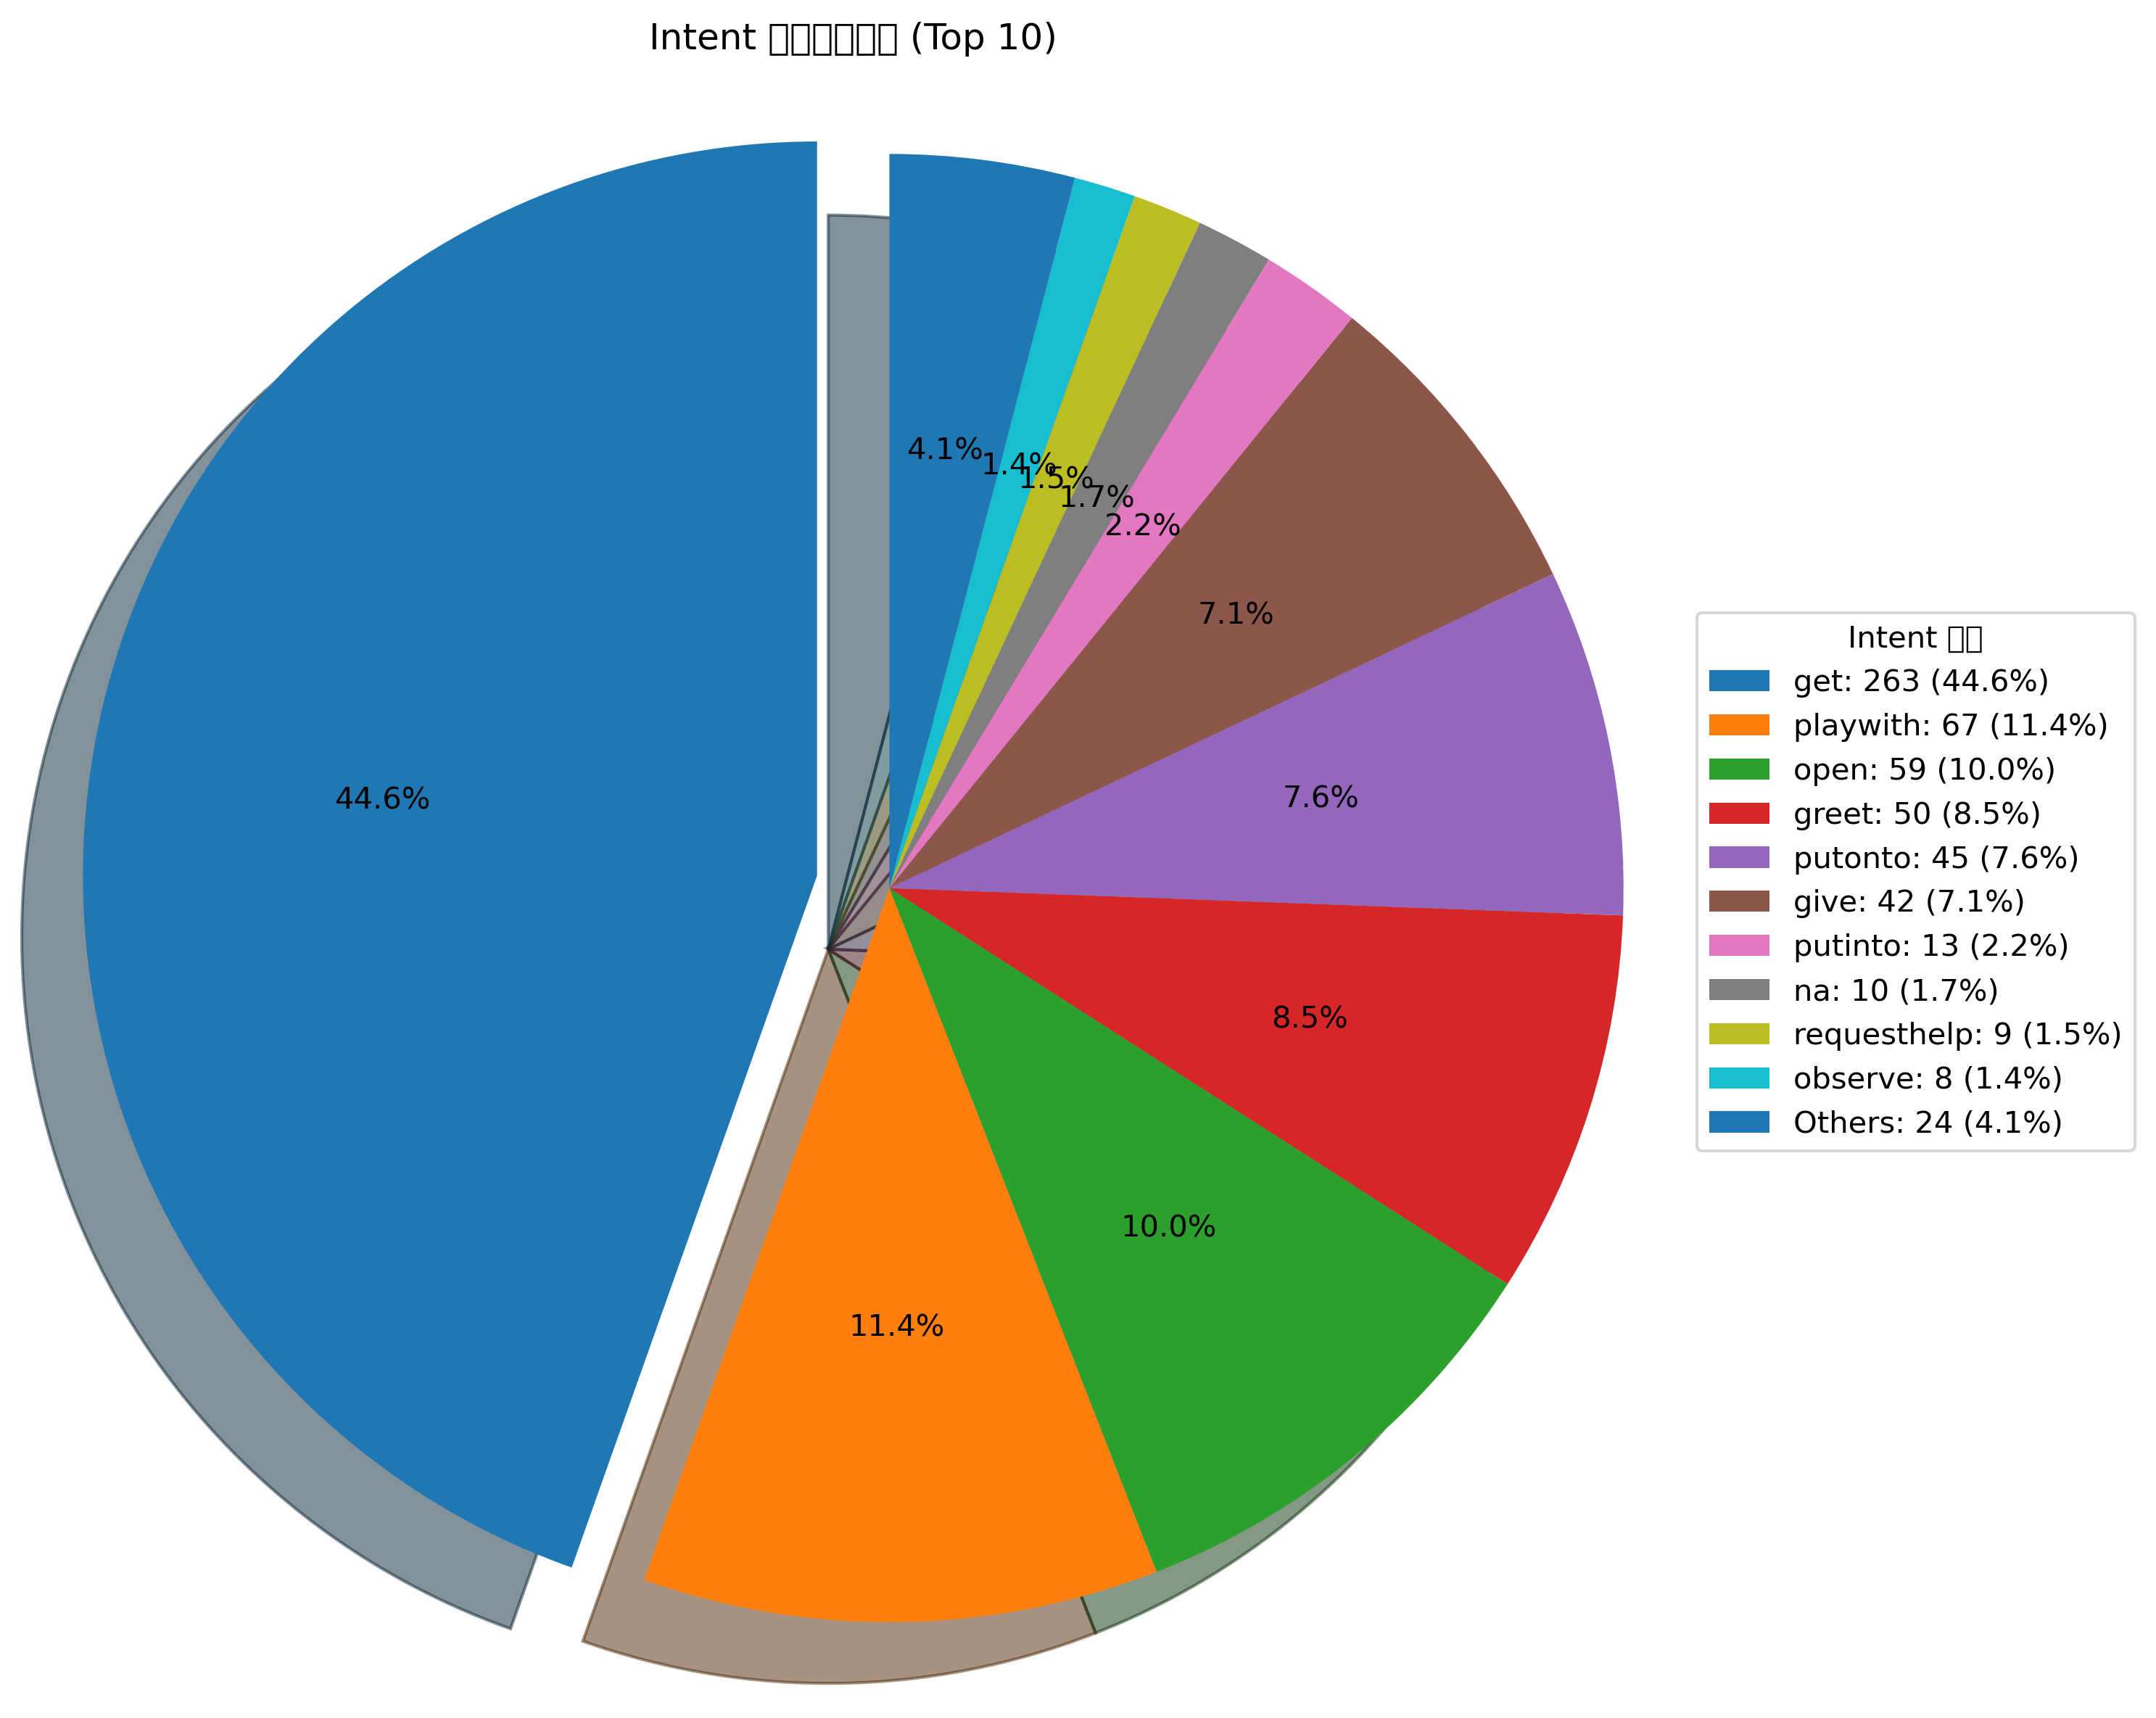 Intent □□□□□□ (Top 10)
4.1%
1.4%
1.5%
1.7%
2.2%
7.1%
44.6%
7.6%
8.5%
10.0%
11.4%
Intent □□
get: 263 (44.6%)
playwith: 67 (11.4%)
open: 59 (10.0%)
greet: 50 (8.5%)
putonto: 45 (7.6%)
give: 42 (7.1%)
putinto: 13 (2.2%)
na: 10 (1.7%)
requesthelp: 9 (1.5%)
observe: 8 (1.4%)
Others: 24 (4.1%)